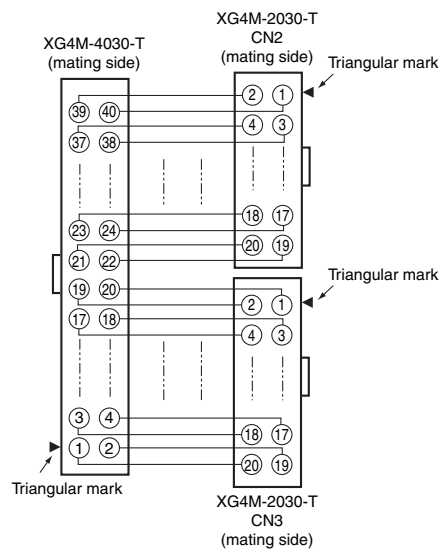 XG4M-4030-T
(mating side)
XG4M-2030-T
CN2
(mating side)
Triangular mark
39 40
37 38
23 24
21 22
19 20
17 18
3 4
1 2
Triangular mark
2 1
4 3
18 17
20 19
Triangular mark
2 1
4 3
18 17
20 19
XG4M-2030-T
CN3
(mating side)